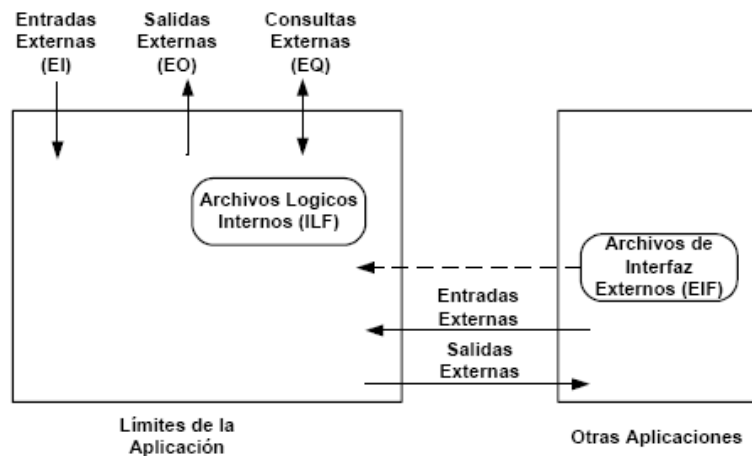 Entradas
Externas
(EI)
Salidas
Externas
(EO)
Consultas
Externas
(EQ)
Archivos Logicos
Internos (ILF)
Archivos de
Interfaz
Externos (EIF)
Entradas
Externas
Salidas
Externas
Límites de la
Aplicación
Otras Aplicaciones